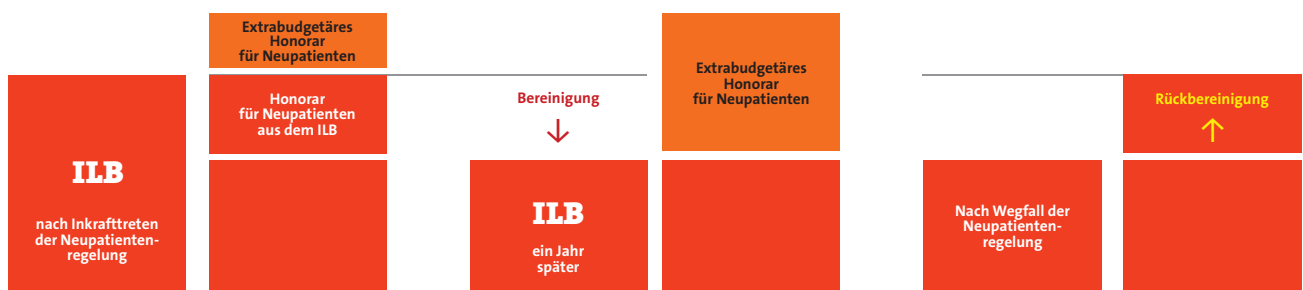 ILB
nach Inkrafttreten
der Neupatienten-
regelung
Extrabudgetäres
Honorar
für Neupatienten
Honorar
für Neupatienten
aus dem ILB
Bereinigung
ILB
ein Jahr
später
Extrabudgetäres
Honorar
für Neupatienten
Nach Wegfall der
Neupatienten-
regelung
Rückbereinigung